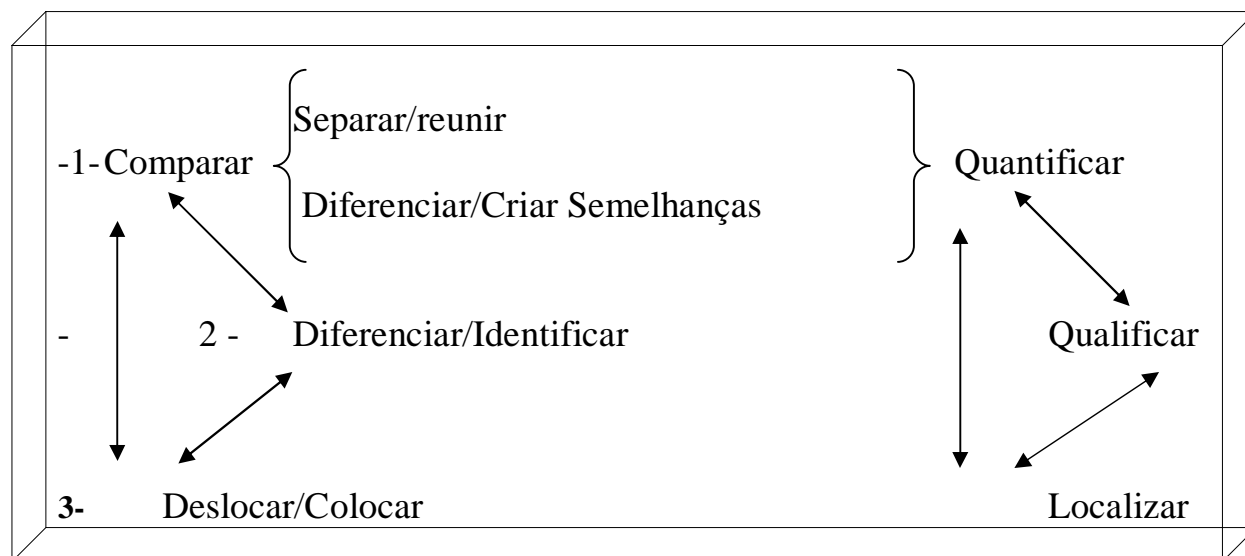 Separar/reunir
-1-Comparar Quantificar
Diferenciar/Criar Semelhanças
- 2 - Diferenciar/Identificar Qualificar
3- Deslocar/Colocar Localizar